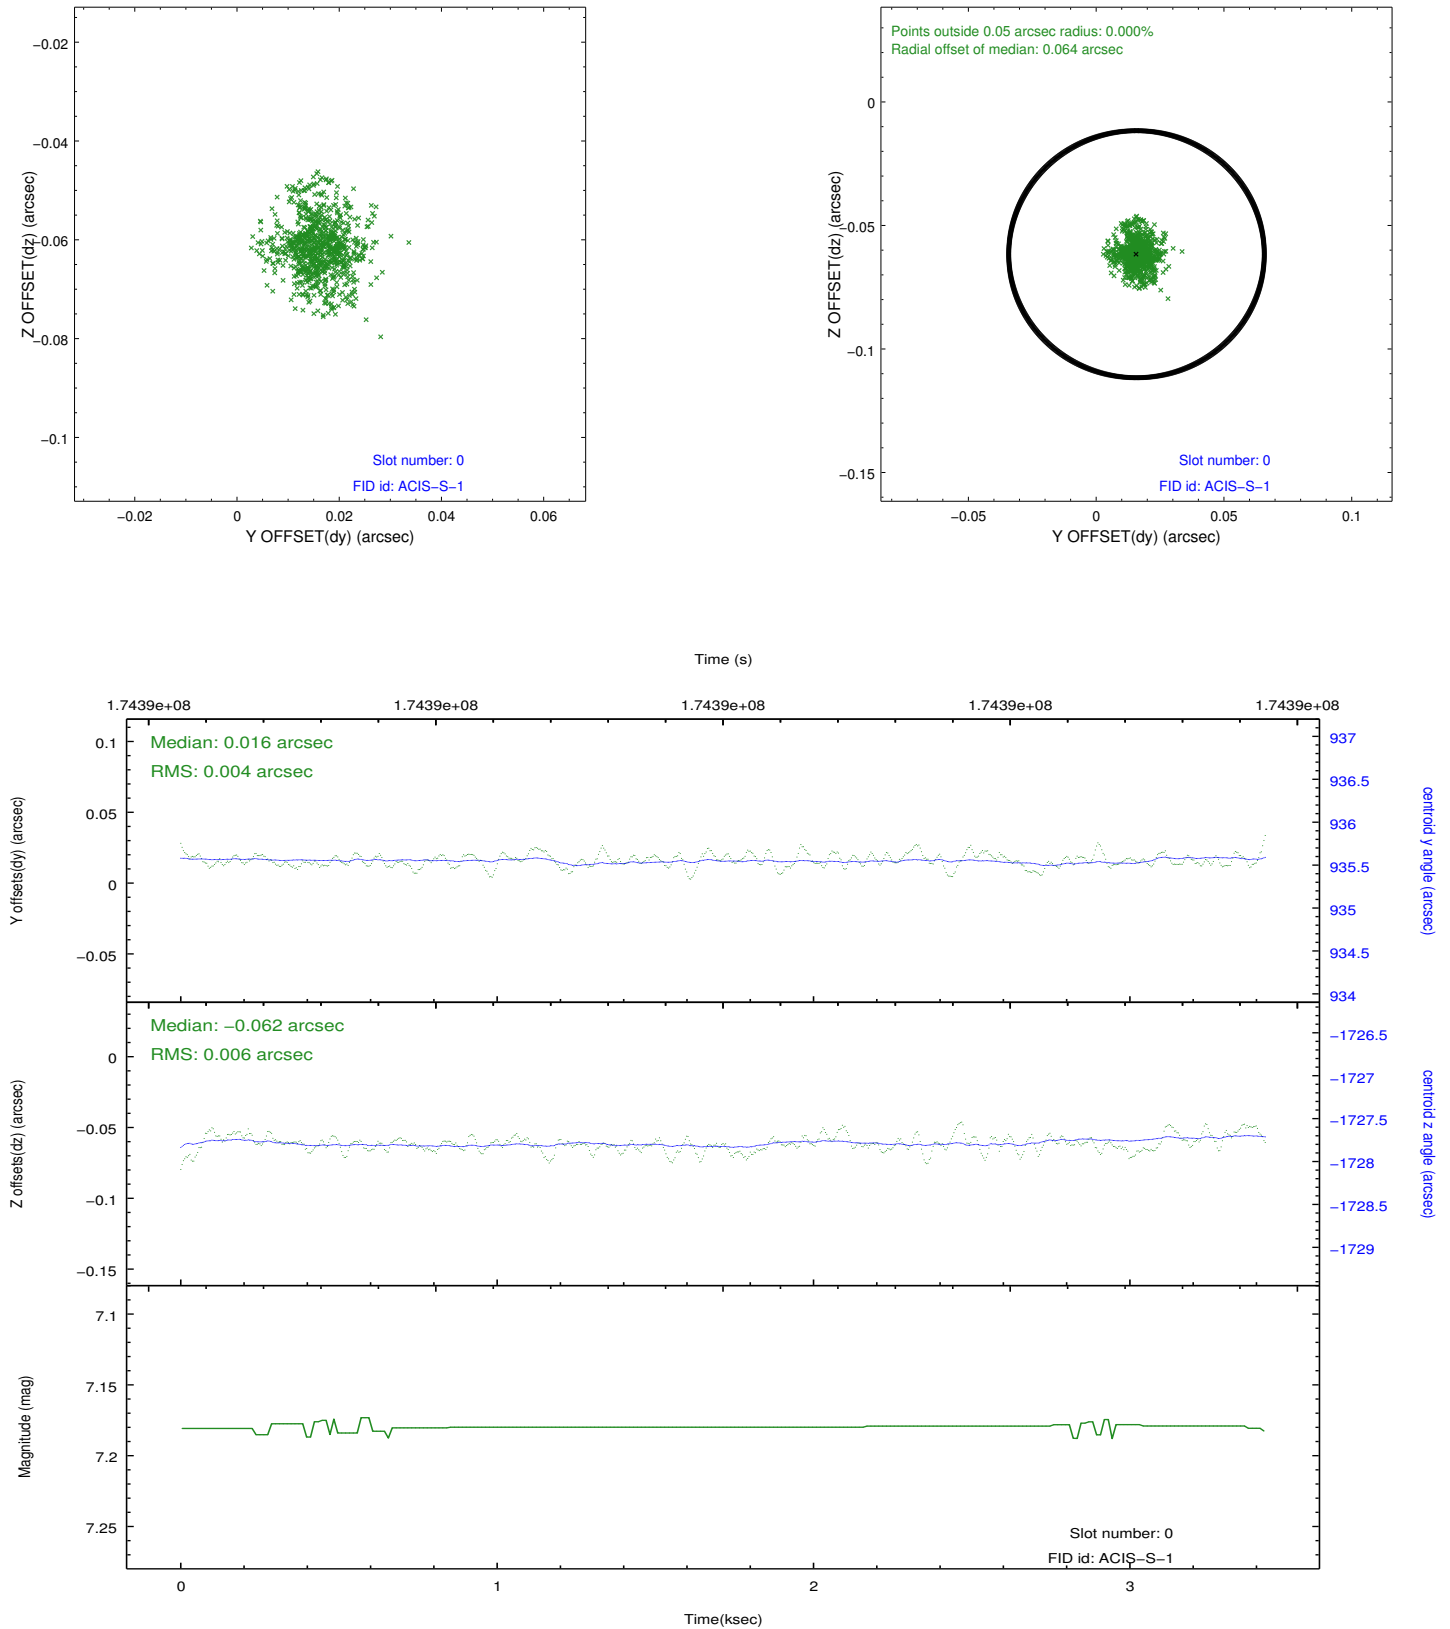 −0.02
−0.04
−0.06
−0.08
−0.1
Z OFFSET(dz) (arcsec)
Slot number: 0
FID id: ACIS−S−1
−0.02 0 0.02 0.04 0.06
Y OFFSET(dy) (arcsec)
Points outside 0.05 arcsec radius: 0.000%
Radial offset of median: 0.064 arcsec
0
−0.05
−0.1
−0.15
Z OFFSET(dz) (arcsec)
Slot number: 0
FID id: ACIS−S−1
−0.05 0 0.05 0.1
Y OFFSET(dy) (arcsec)
Time (s)
1.7439e+08 1.7439e+08 1.7439e+08 1.7439e+08 1.7439e+08
Median: 0.016 arcsec
RMS: 0.004 arcsec
0.1
0.05
0
−0.05
Y offsets(dy) (arcsec)
937
936.5
936
935.5
935
934.5
934
centroid y angle (arcsec)
Median: −0.062 arcsec
RMS: 0.006 arcsec
0
−0.05
−0.1
−0.15
Z offsets(dz) (arcsec)
−1726.5
−1727
−1727.5
−1728
−1728.5
−1729
centroid z angle (arcsec)
7.1
7.15
7.2
7.25
Magnitude (mag)
Slot number: 0
FID id: ACIS−S−1
0 1 2 3
Time(ksec)